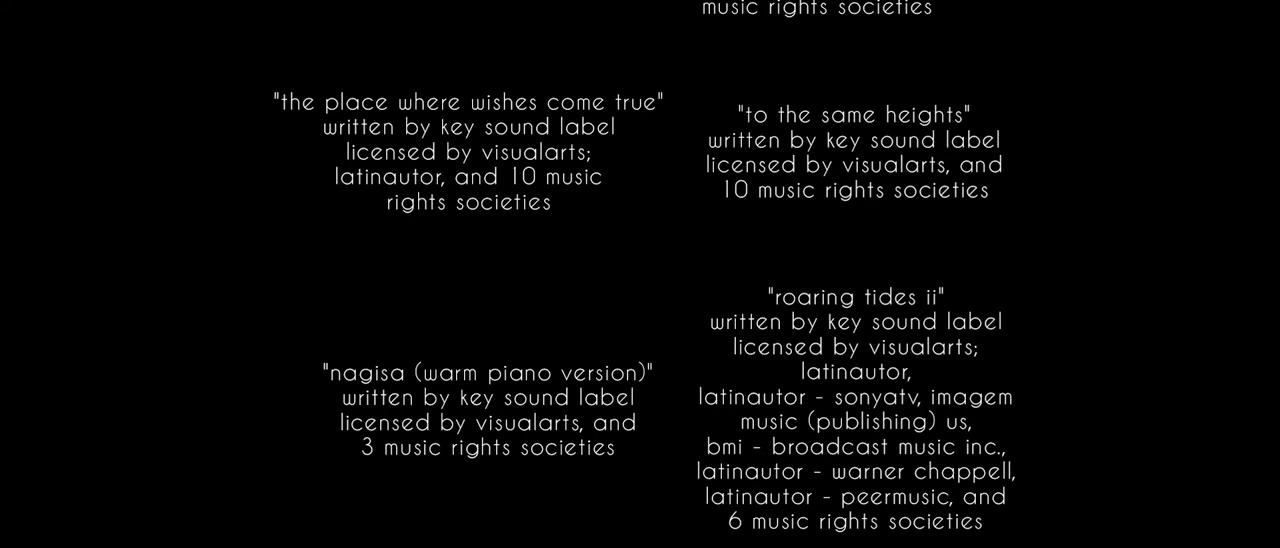 music rights societies
"the place where wishes come true"
written by key sound label
licensed by visualarts;
latinautor, and 10 music
rights societies
"to the same heights"
written by key sound label
licensed by visualarts, and
10 music rights societies
"nagisa (warm piano version)"
written by key sound label
licensed by visualarts, and
3 music rights societies
"roaring tides ii"
written by key sound label
licensed by visualarts;
latinautor,
latinautor - sonyatv, imagem
music (publishing) us,
bmi - broadcast music inc.,
latinautor - warner chappell,
latinautor - peermusic, and
6 music rights societies